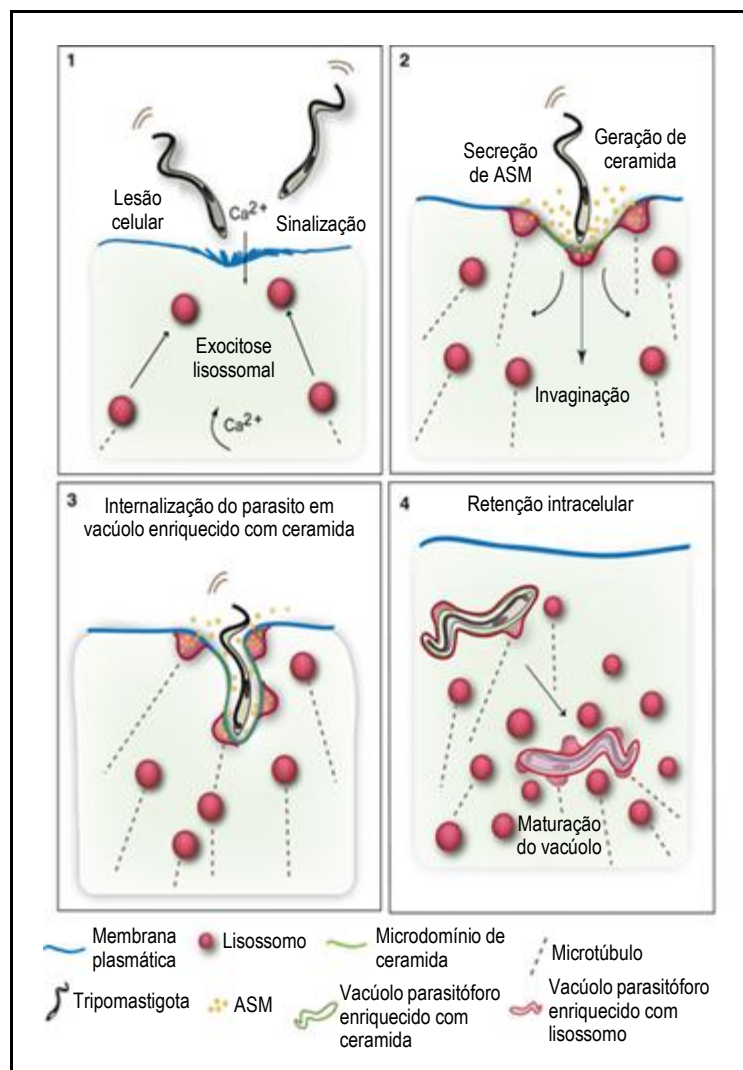 1
Lesão
celular
Ca2+
Sinalização
Exocitose
lisossomal
Ca2+
2
Secreção
de ASM
Geração de
ceramida
Invaginação
3
Internalização do parasito em
vacúolo enriquecido com ceramida
4
Retenção intracelular
Maturação
do vacúolo
Membrana
plasmática
Lisossomo
Microdomínio de
ceramida
Microtúbulo
Tripomastigota
ASM
Vacúolo parasitóforo
enriquecido com
ceramida
Vacúolo parasitóforo
enriquecido com
lisossomo